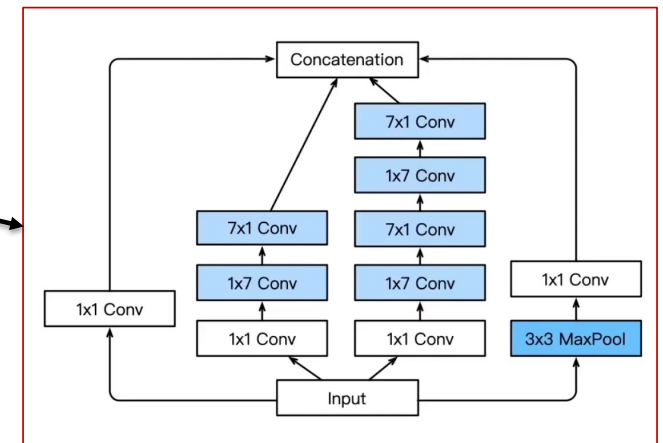 Concatenation
7x1 Conv
1x7 Conv
7x1 Conv
7x1 Conv
1x7 Conv
1x7 Conv
1x1 Conv
1x1 Conv
1x1 Conv
1x1 Conv
3x3 MaxPool
Input